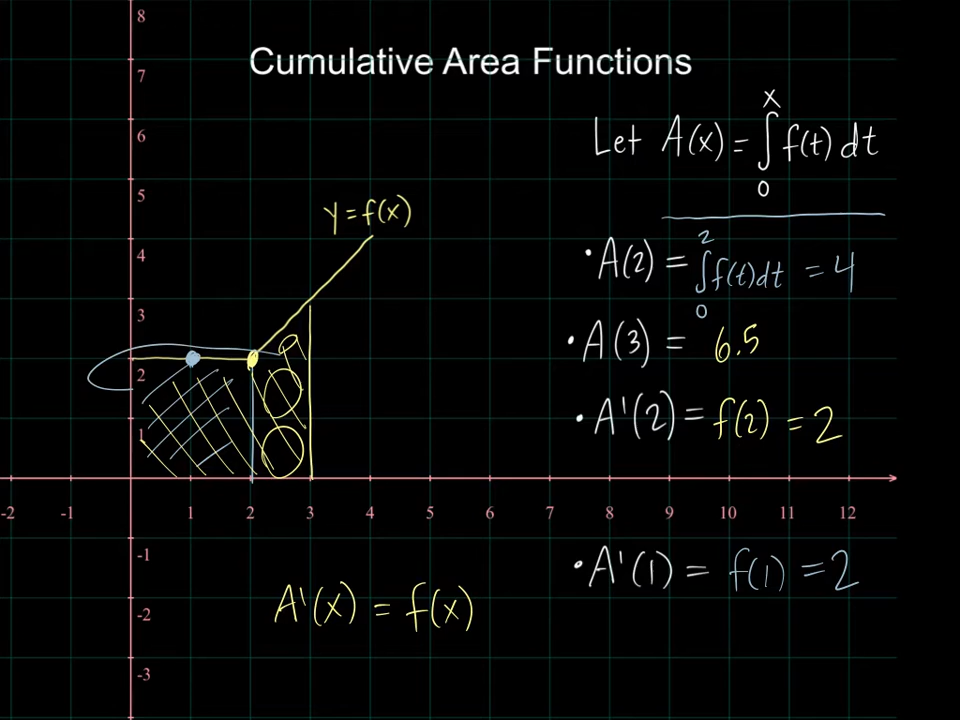 Cumulative Area Functions
Let A(x) = ∫₀ˣ f(t) dt
y = f(x)
• A(2) = ∫₀² f(t) dt = 4
• A(3) = 6.5
• A'(2) = f(2) = 2
• A'(1) = f(1) = 2
A'(x) = f(x)
8
7
6
5
4
3
2
1
-1
-2
-3
-2 -1 1 2 3 4 5 6 7 8 9 10 11 12